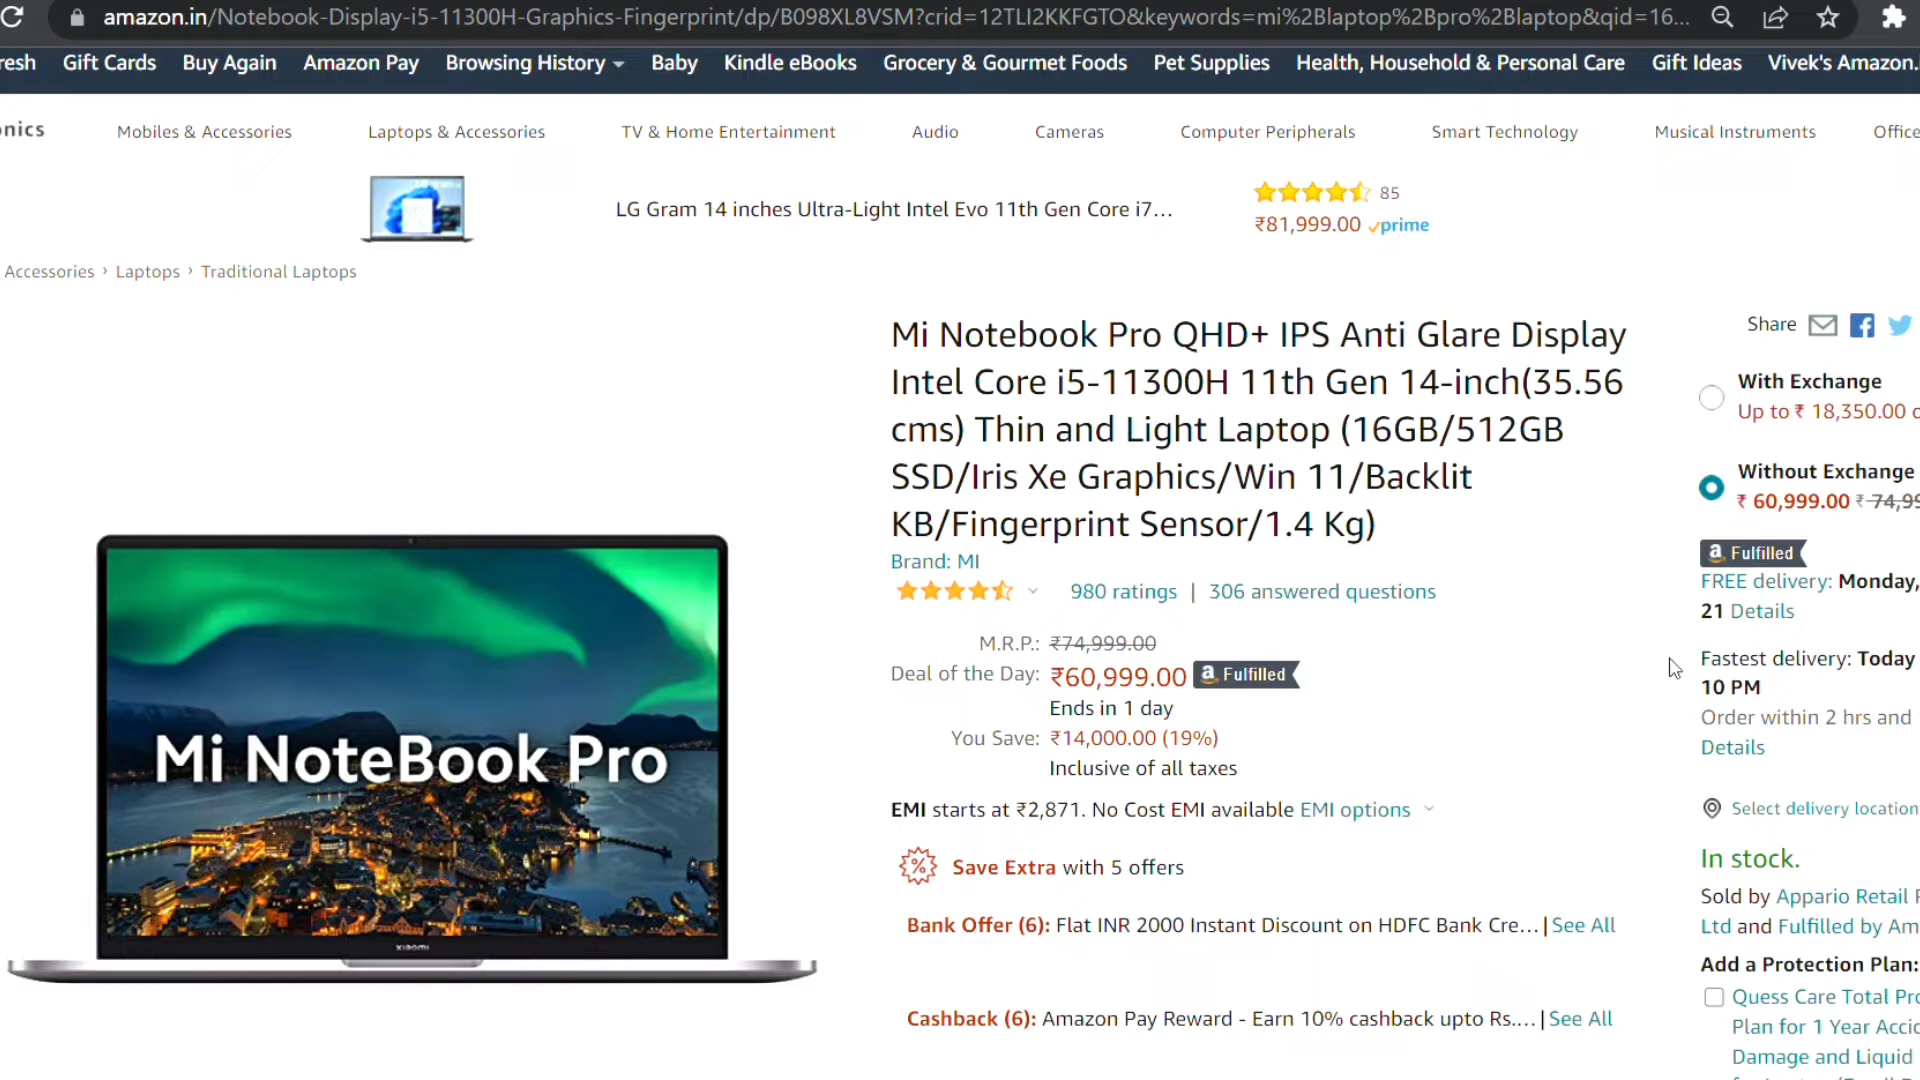 amazon.in/Notebook-Display-i5-11300H-Graphics-Fingerprint/dp/B098XL8VSM?crid=12TLI2KKFGTO&keywords=mi%2Blaptop%2Bpro%2Blaptop&qid=16...
resh Gift Cards Buy Again Amazon Pay Browsing History Baby Kindle eBooks Grocery & Gourmet Foods Pet Supplies Health, Household & Personal Care Gift Ideas Vivek's Amazon.
onics Mobiles & Accessories Laptops & Accessories TV & Home Entertainment Audio Cameras Computer Peripherals Smart Technology Musical Instruments Office
LG Gram 14 inches Ultra-Light Intel Evo 11th Gen Core i7...
85
₹81,999.00 prime
Accessories › Laptops › Traditional Laptops
Mi NoteBook Pro
xiaomi
Mi Notebook Pro QHD+ IPS Anti Glare Display
Intel Core i5-11300H 11th Gen 14-inch(35.56
cms) Thin and Light Laptop (16GB/512GB
SSD/Iris Xe Graphics/Win 11/Backlit
KB/Fingerprint Sensor/1.4 Kg)
Brand: MI
980 ratings | 306 answered questions
M.R.P.: ₹74,999.00
Deal of the Day: ₹60,999.00 a Fulfilled
Ends in 1 day
You Save: ₹14,000.00 (19%)
Inclusive of all taxes
EMI starts at ₹2,871. No Cost EMI available EMI options
% Save Extra with 5 offers
Bank Offer (6): Flat INR 2000 Instant Discount on HDFC Bank Cre... | See All
Cashback (6): Amazon Pay Reward - Earn 10% cashback upto Rs.... | See All
Share
With Exchange
Up to ₹ 18,350.00 o
Without Exchange
₹ 60,999.00 ₹ 74,99
a Fulfilled
FREE delivery: Monday,
21 Details
Fastest delivery: Today
10 PM
Order within 2 hrs and
Details
Select delivery location
In stock.
Sold by Appario Retail P
Ltd and Fulfilled by Am
Add a Protection Plan:
Quess Care Total Pro
Plan for 1 Year Accid
Damage and Liquid